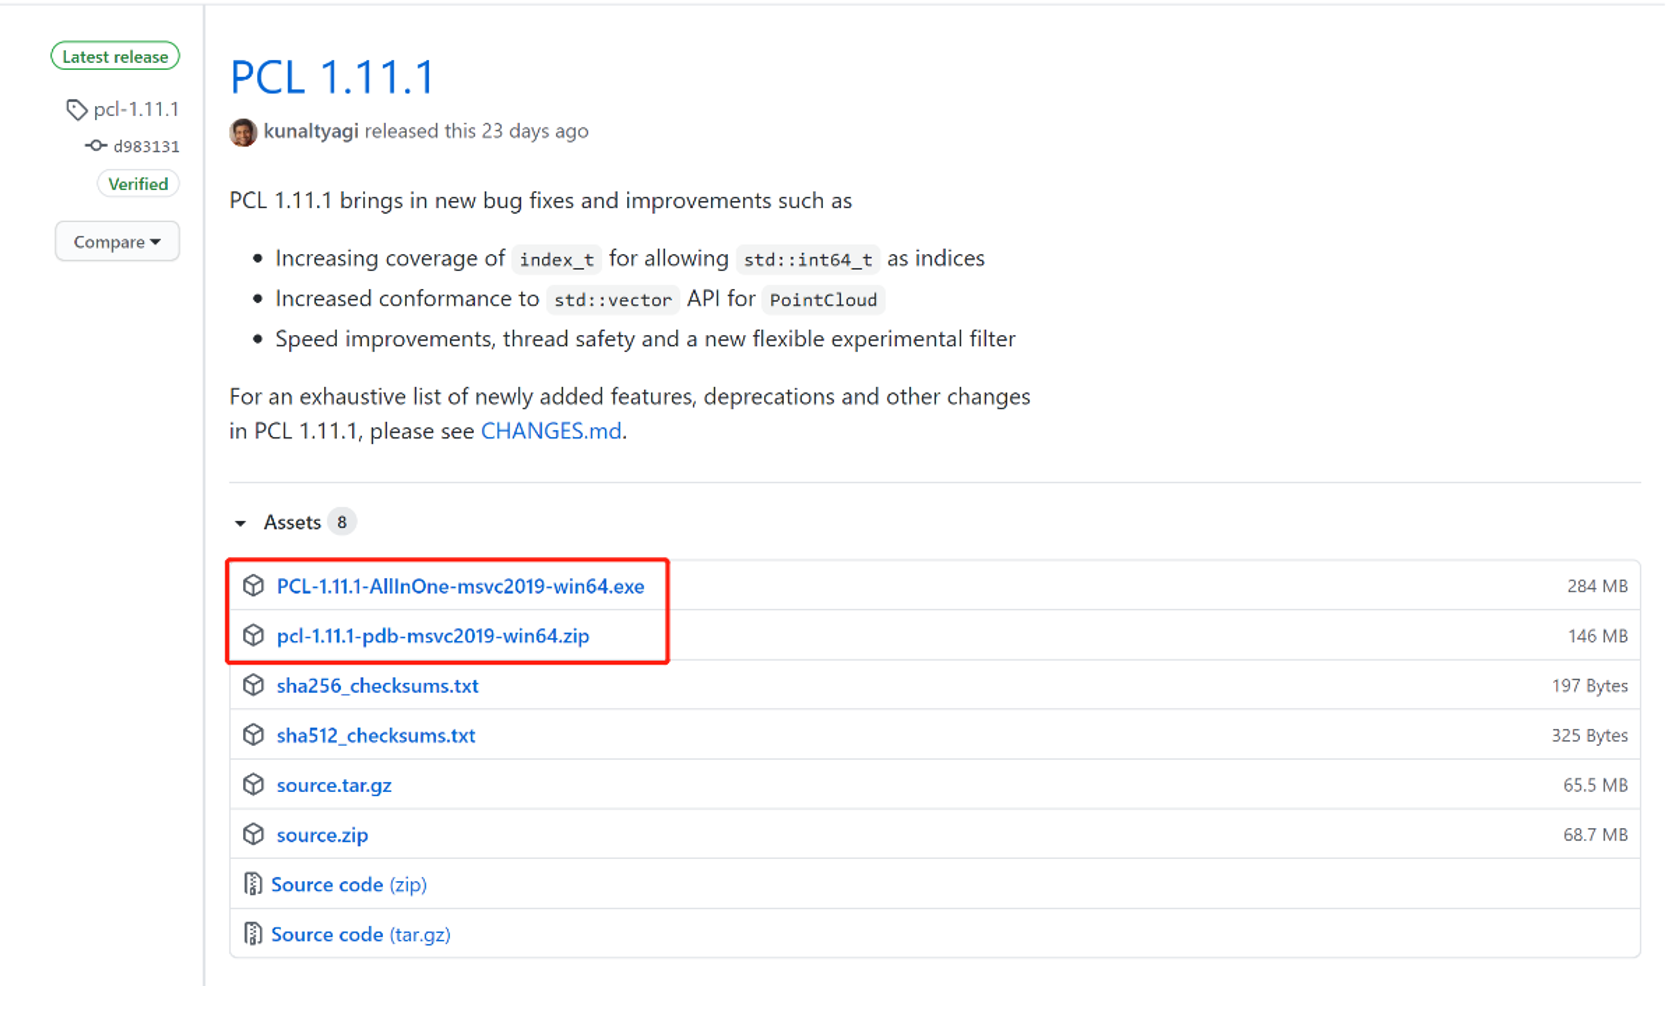 Latest release
pcl-1.11.1
d983131
Verified
Compare
PCL 1.11.1
kunaltyagi released this 23 days ago
PCL 1.11.1 brings in new bug fixes and improvements such as
Increasing coverage of index_t for allowing std::int64_t as indices
Increased conformance to std::vector API for PointCloud
Speed improvements, thread safety and a new flexible experimental filter
For an exhaustive list of newly added features, deprecations and other changes
in PCL 1.11.1, please see CHANGES.md.
Assets 8
PCL-1.11.1-AllInOne-msvc2019-win64.exe 284 MB
pcl-1.11.1-pdb-msvc2019-win64.zip 146 MB
sha256_checksums.txt 197 Bytes
sha512_checksums.txt 325 Bytes
source.tar.gz 65.5 MB
source.zip 68.7 MB
Source code (zip)
Source code (tar.gz)